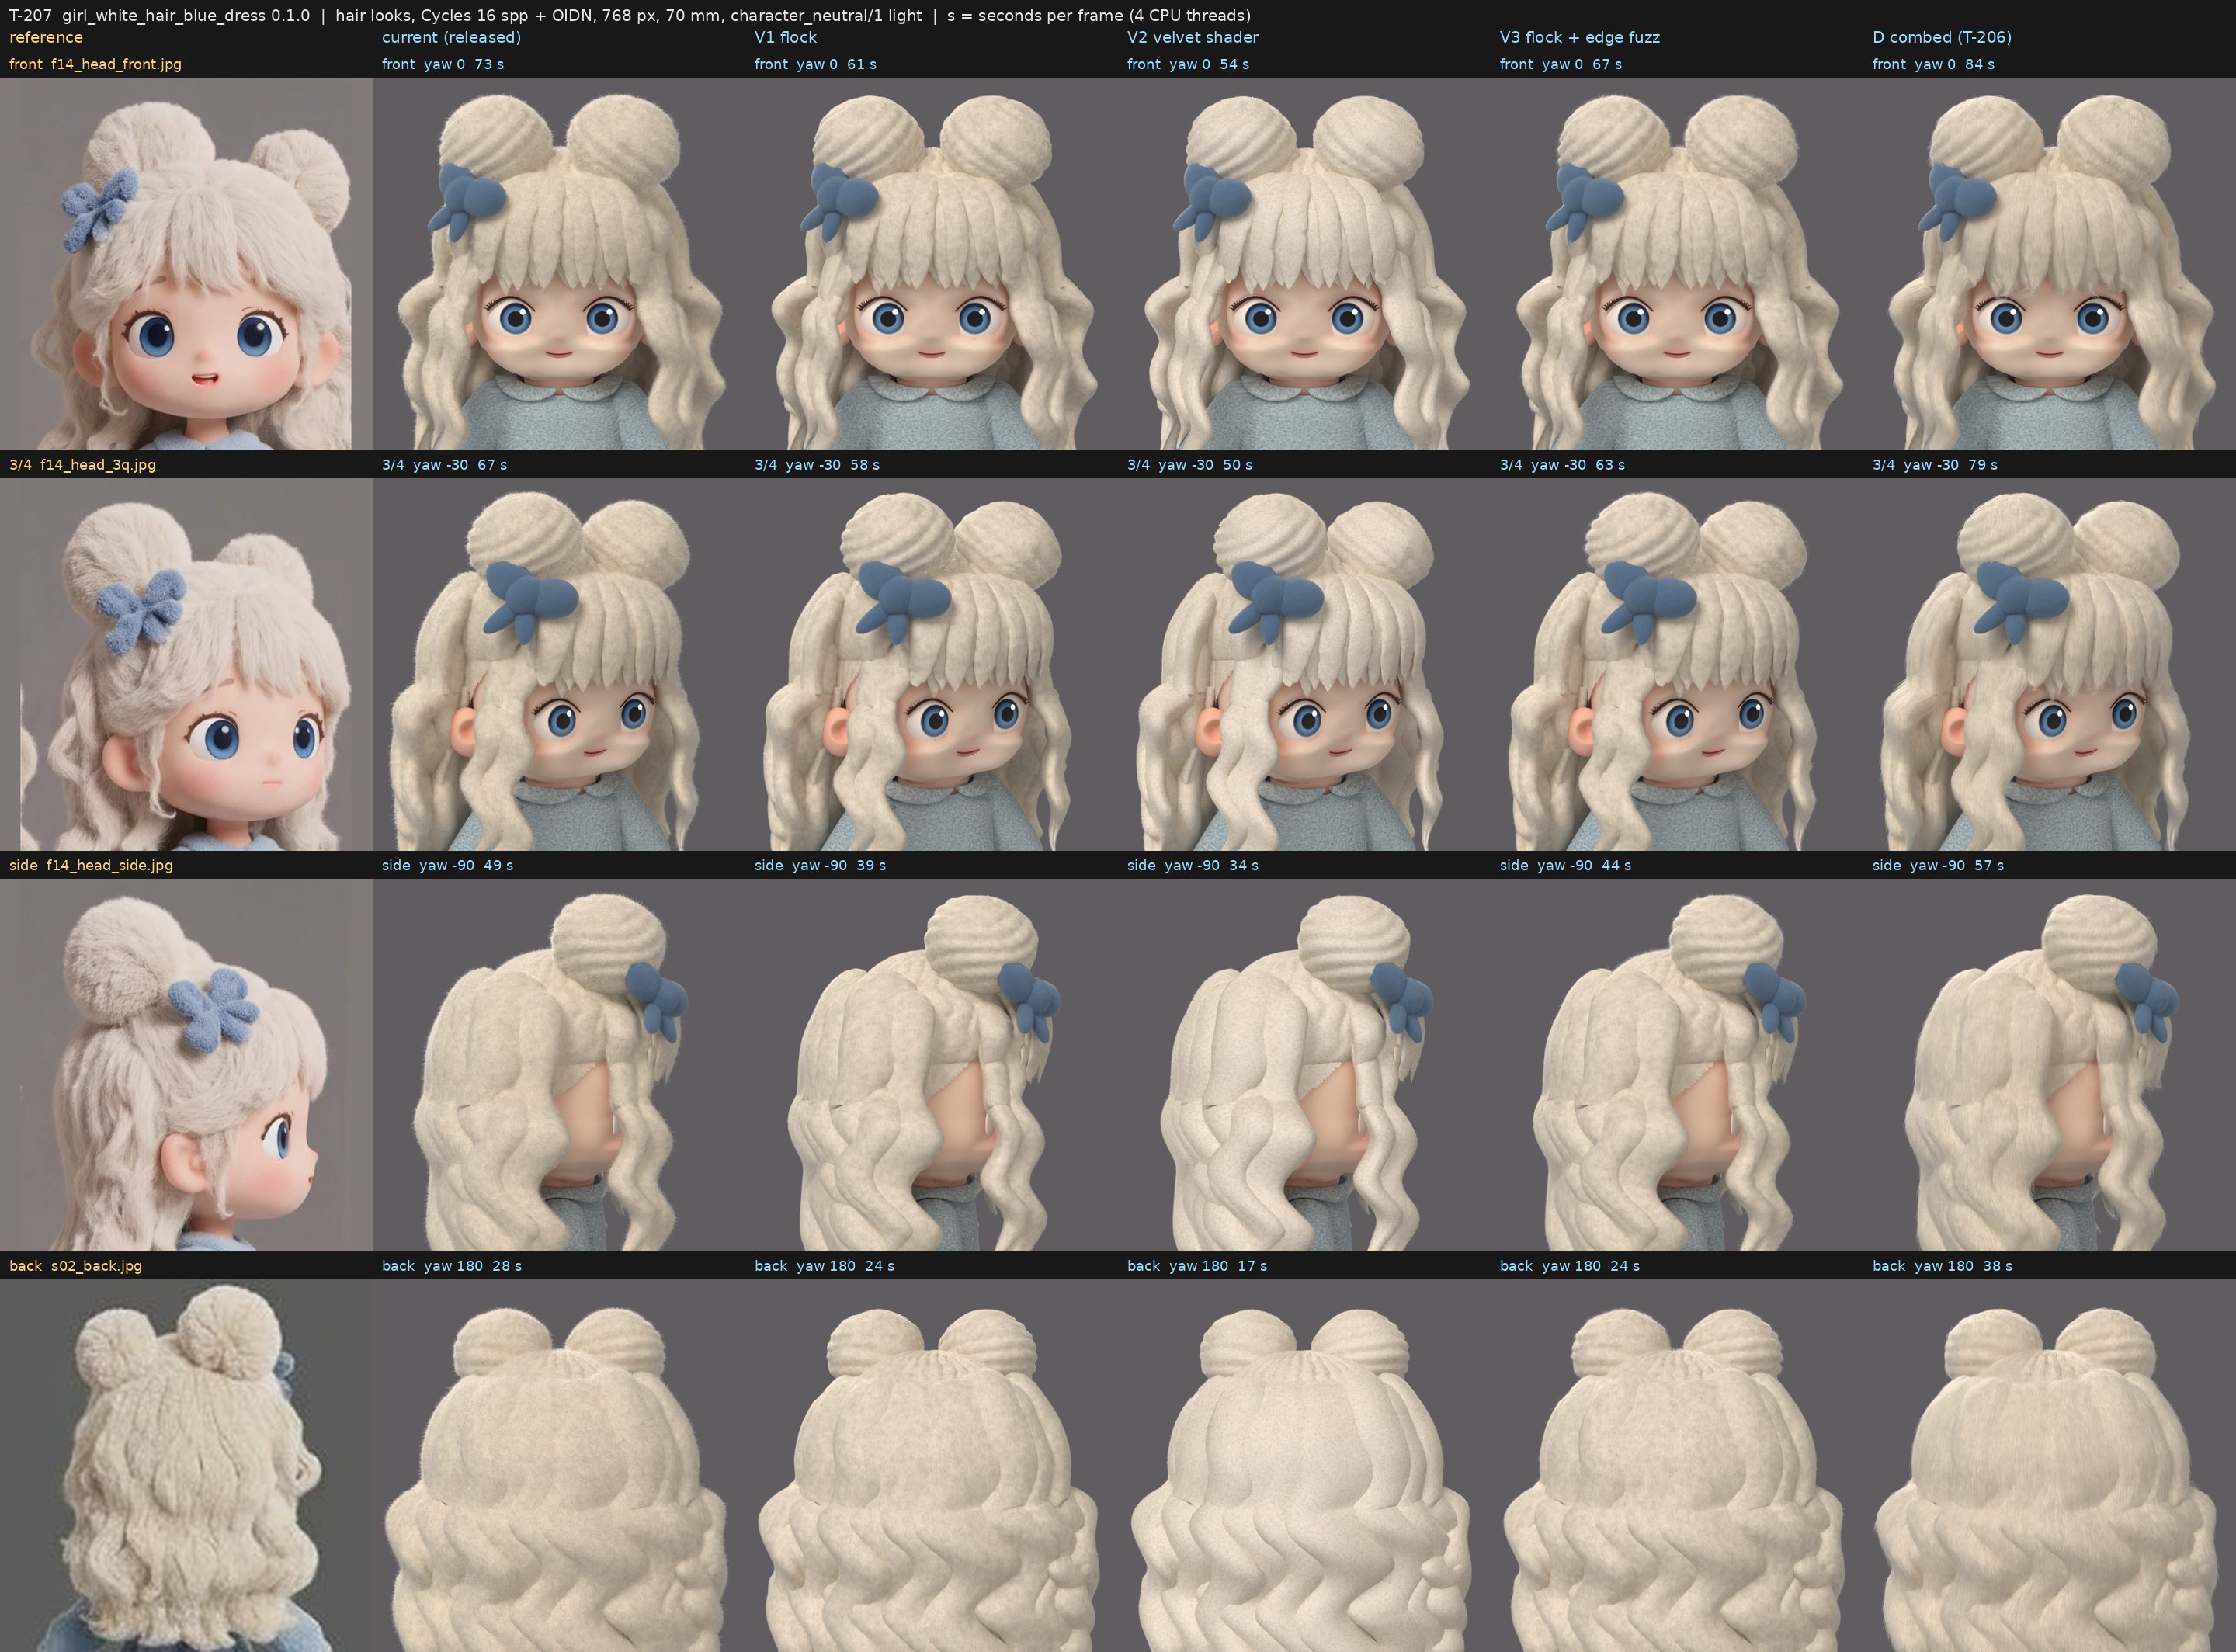 T-207  girl_white_hair_blue_dress 0.1.0  |  hair looks, Cycles 16 spp + OIDN, 768 px, 70 mm, character_neutral/1 light  |  s = seconds per frame (4 CPU threads)
reference  current (released)  V1 flock  V2 velvet shader  V3 flock + edge fuzz  D combed (T-206)
front  f14_head_front.jpg  front  yaw 0  73 s  front  yaw 0  61 s  front  yaw 0  54 s  front  yaw 0  67 s  front  yaw 0  84 s
3/4  f14_head_3q.jpg  3/4  yaw -30  67 s  3/4  yaw -30  58 s  3/4  yaw -30  50 s  3/4  yaw -30  63 s  3/4  yaw -30  79 s
side  f14_head_side.jpg  side  yaw -90  49 s  side  yaw -90  39 s  side  yaw -90  34 s  side  yaw -90  44 s  side  yaw -90  57 s
back  s02_back.jpg  back  yaw 180  28 s  back  yaw 180  24 s  back  yaw 180  17 s  back  yaw 180  24 s  back  yaw 180  38 s